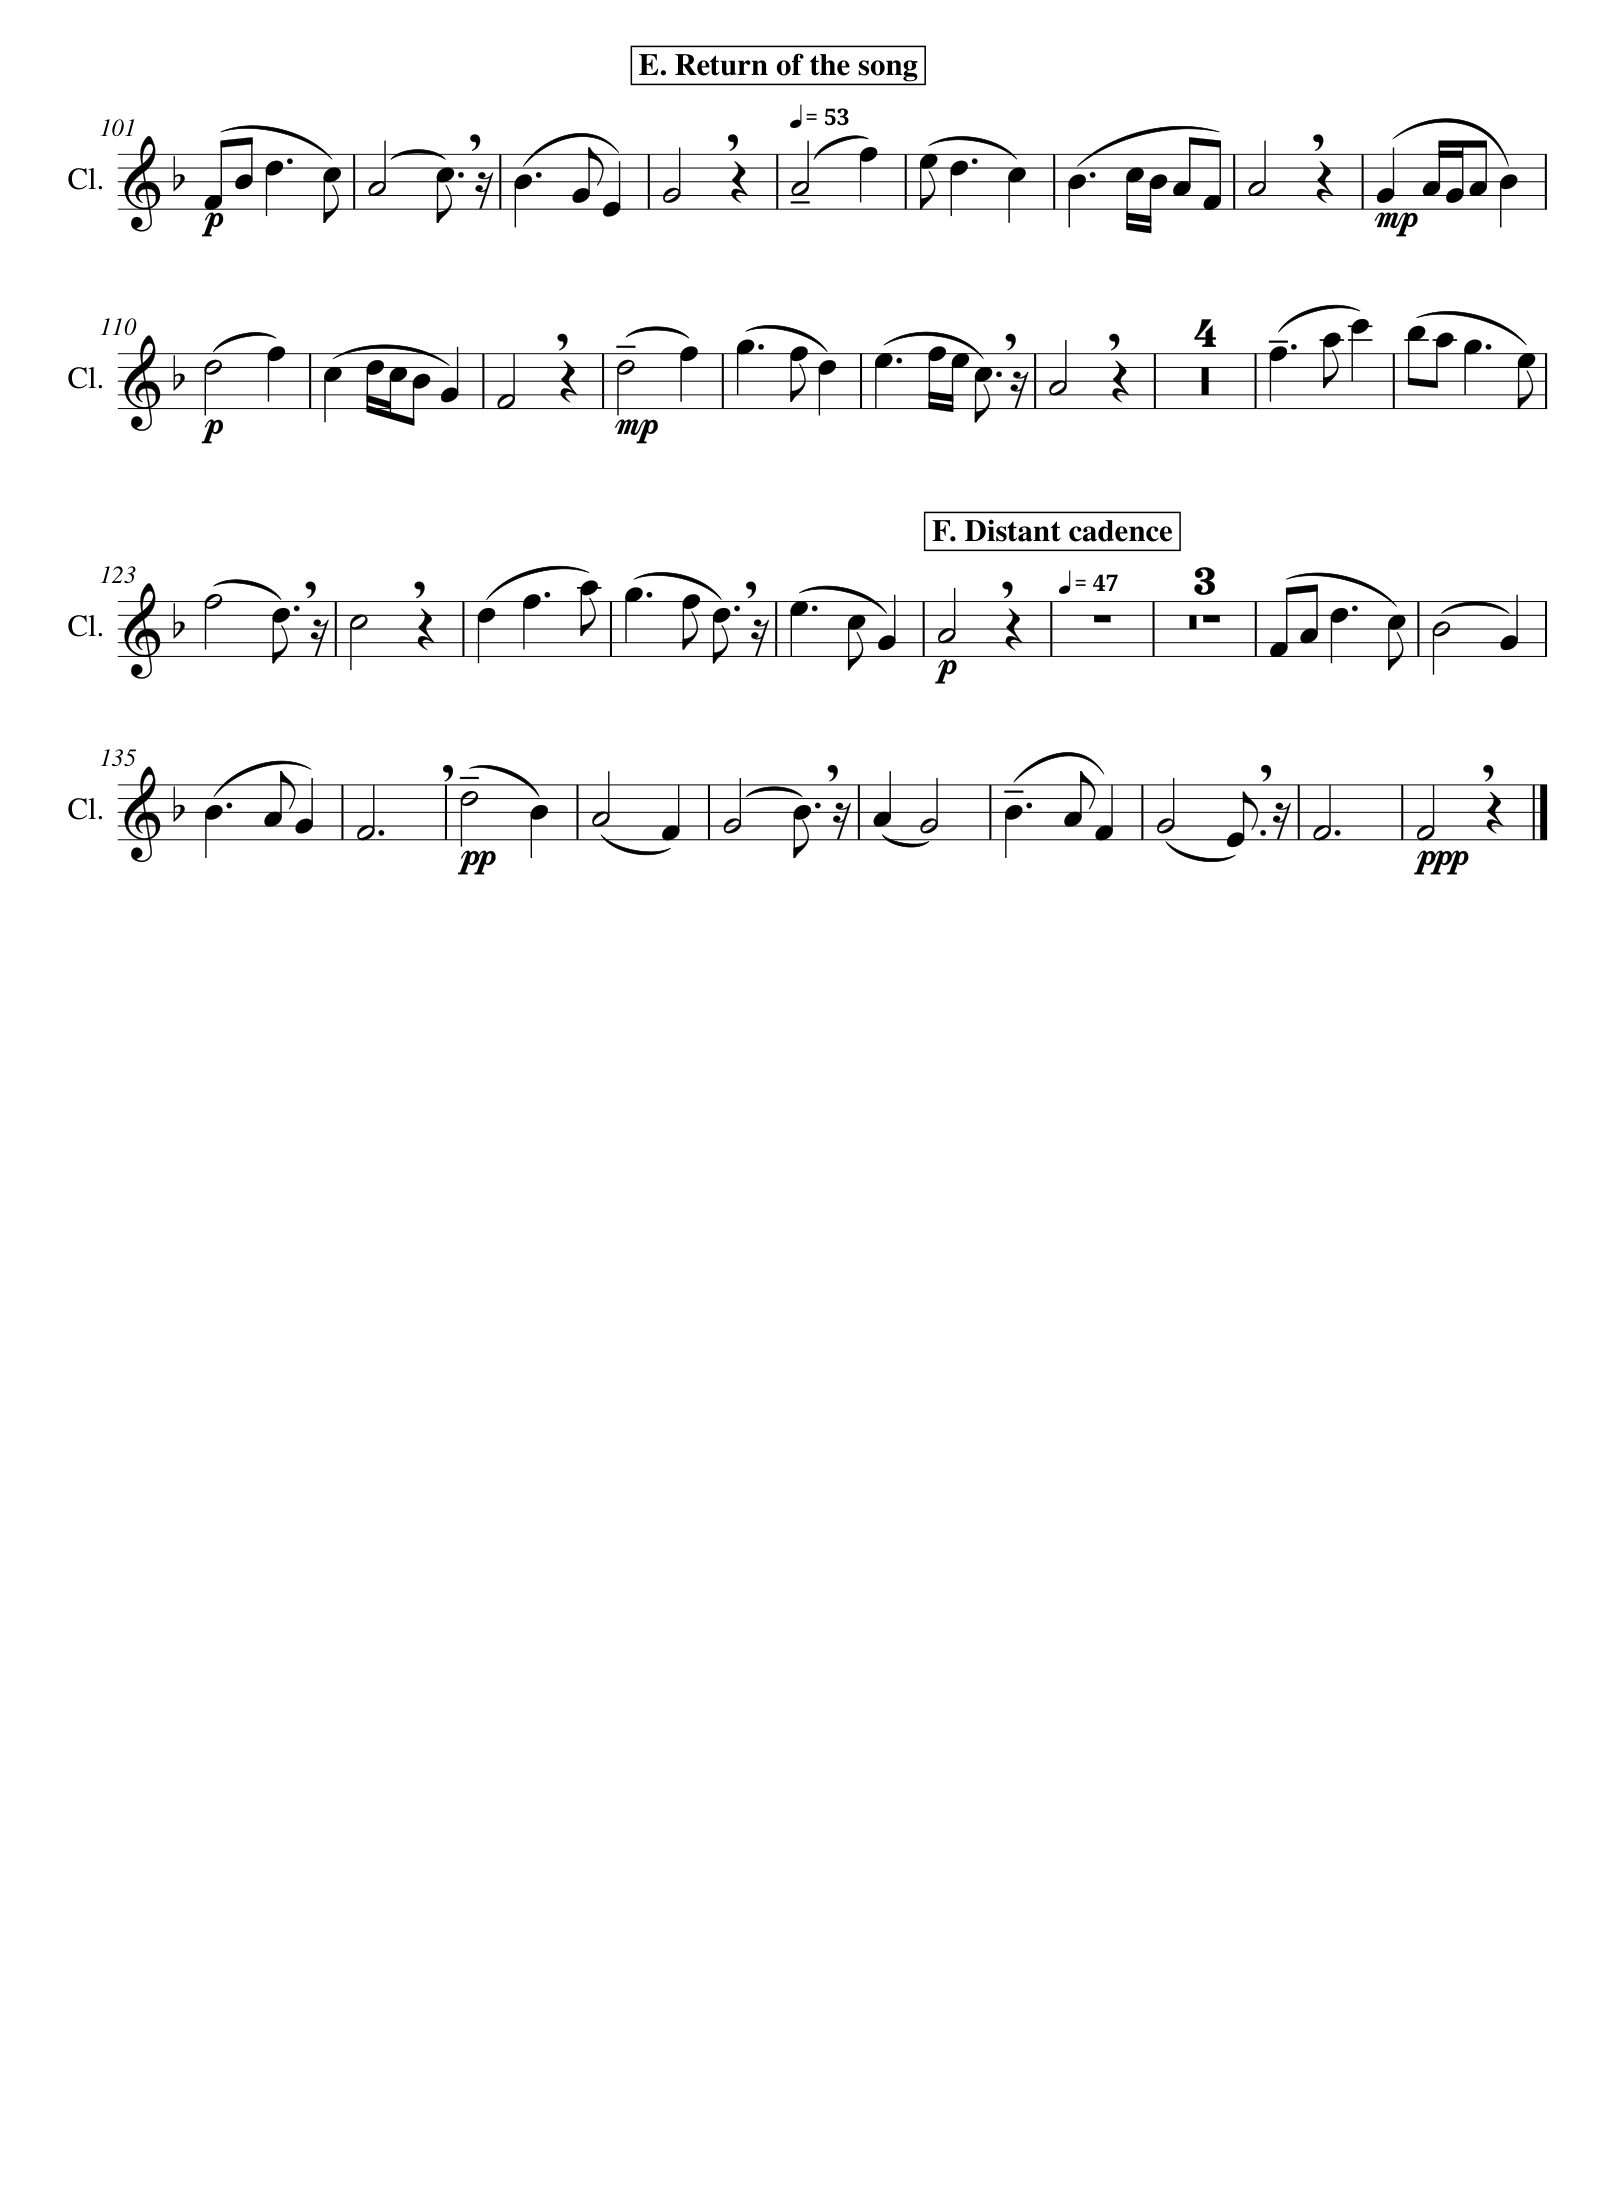 E. Return of the song
101
= 53
Cl.
p
mp
110
4
Cl.
p
mp
F. Distant cadence
123
= 47
3
Cl.
p
135
Cl.
pp
ppp